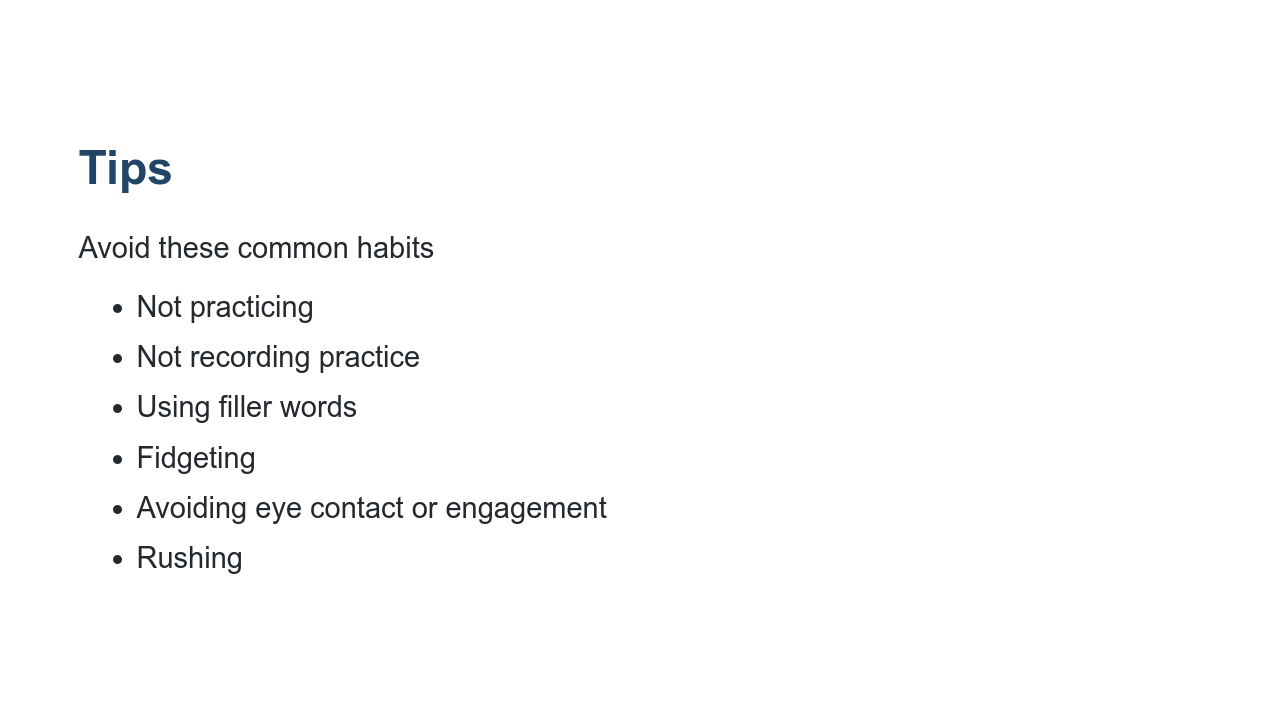 Tips
Avoid these common habits
• Not practicing
• Not recording practice
• Using filler words
• Fidgeting
• Avoiding eye contact or engagement
• Rushing